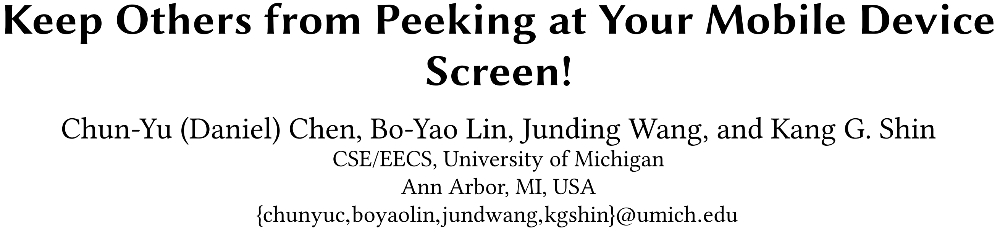 Keep Others from Peeking at Your Mobile Device
Screen!
Chun-Yu (Daniel) Chen, Bo-Yao Lin, Junding Wang, and Kang G. Shin
CSE/EECS, University of Michigan
Ann Arbor, MI, USA
{chunyuc,boyaolin,jundwang,kgshin}@umich.edu